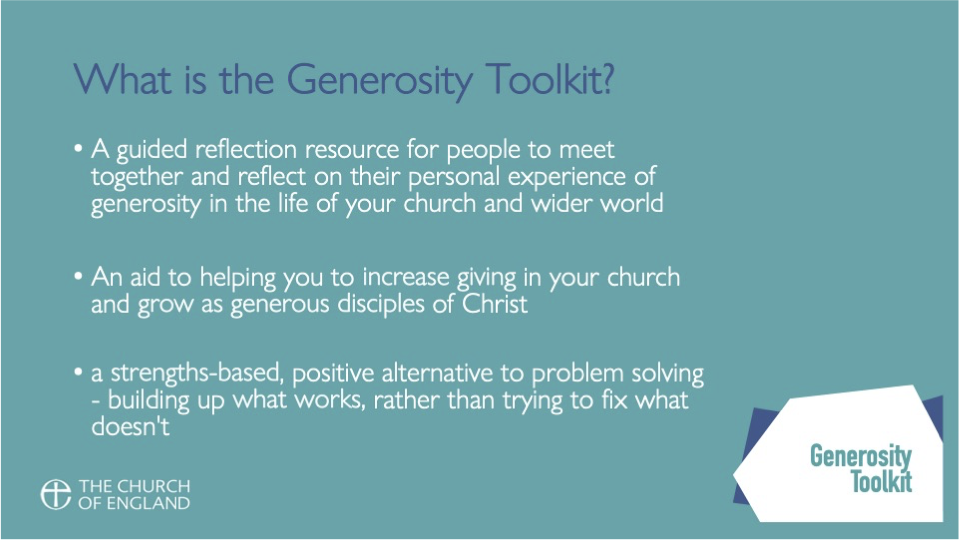 What is the Generosity Toolkit?
• A guided reflection resource for people to meet
together and reflect on their personal experience of
generosity in the life of your church and wider world
• An aid to helping you to increase giving in your church
and grow as generous disciples of Christ
• a strengths-based, positive alternative to problem solving
- building up what works, rather than trying to fix what
doesn't
THE CHURCH
OF ENGLAND
Generosity
Toolkit